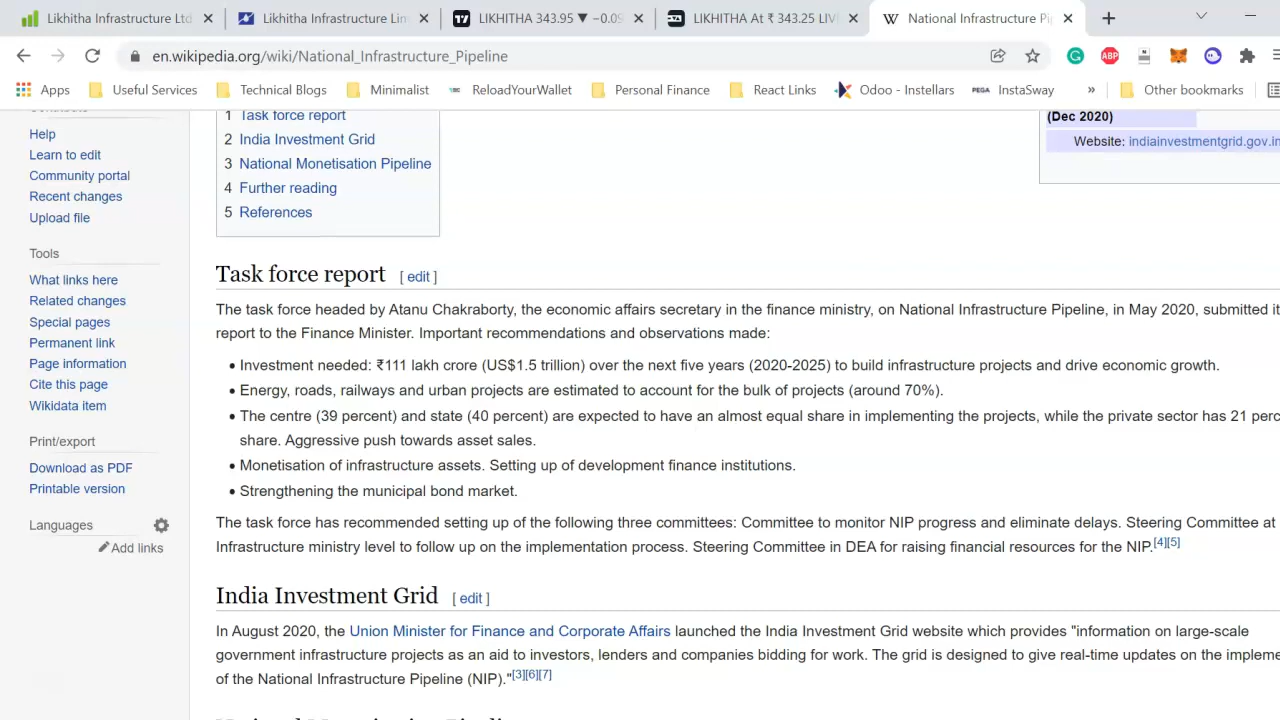 Likhitha Infrastructure Ltd
Likhitha Infrastructure Lim
LIKHITHA 343.95 ▼ −0.09
LIKHITHA At ₹ 343.25 LIV
National Infrastructure Pi
en.wikipedia.org/wiki/National_Infrastructure_Pipeline
Apps
Useful Services
Technical Blogs
Minimalist
ReloadYourWallet
Personal Finance
React Links
Odoo - Instellars
PEGA InstaSway
»
Other bookmarks
Contribute
Help
Learn to edit
Community portal
Recent changes
Upload file
Tools
What links here
Related changes
Special pages
Permanent link
Page information
Cite this page
Wikidata item
Print/export
Download as PDF
Printable version
Languages
Add links
1 Task force report
2 India Investment Grid
3 National Monetisation Pipeline
4 Further reading
5 References
(Dec 2020)
Website: indiainvestmentgrid.gov.in
Task force report [ edit ]
The task force headed by Atanu Chakraborty, the economic affairs secretary in the finance ministry, on National Infrastructure Pipeline, in May 2020, submitted it
report to the Finance Minister. Important recommendations and observations made:
• Investment needed: ₹111 lakh crore (US$1.5 trillion) over the next five years (2020-2025) to build infrastructure projects and drive economic growth.
• Energy, roads, railways and urban projects are estimated to account for the bulk of projects (around 70%).
• The centre (39 percent) and state (40 percent) are expected to have an almost equal share in implementing the projects, while the private sector has 21 perc
share. Aggressive push towards asset sales.
• Monetisation of infrastructure assets. Setting up of development finance institutions.
• Strengthening the municipal bond market.
The task force has recommended setting up of the following three committees: Committee to monitor NIP progress and eliminate delays. Steering Committee at
Infrastructure ministry level to follow up on the implementation process. Steering Committee in DEA for raising financial resources for the NIP.[4][5]
India Investment Grid [ edit ]
In August 2020, the Union Minister for Finance and Corporate Affairs launched the India Investment Grid website which provides "information on large-scale
government infrastructure projects as an aid to investors, lenders and companies bidding for work. The grid is designed to give real-time updates on the impleme
of the National Infrastructure Pipeline (NIP)."[3][6][7]